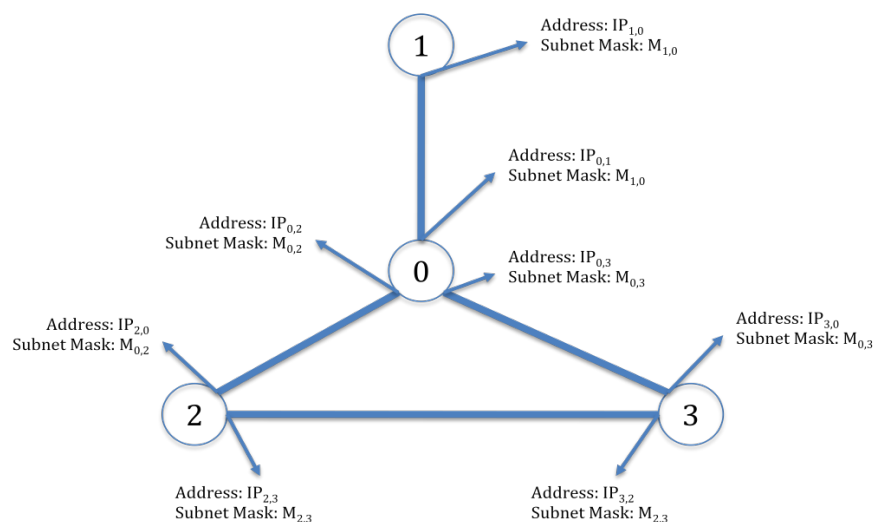 1
Address: IP1,0
Subnet Mask: M1,0
Address: IP0,1
Subnet Mask: M1,0
Address: IP0,2
Subnet Mask: M0,2
0
Address: IP0,3
Subnet Mask: M0,3
Address: IP2,0
Subnet Mask: M0,2
Address: IP3,0
Subnet Mask: M0,3
2
3
Address: IP2,3
Subnet Mask: M2,3
Address: IP3,2
Subnet Mask: M2,3